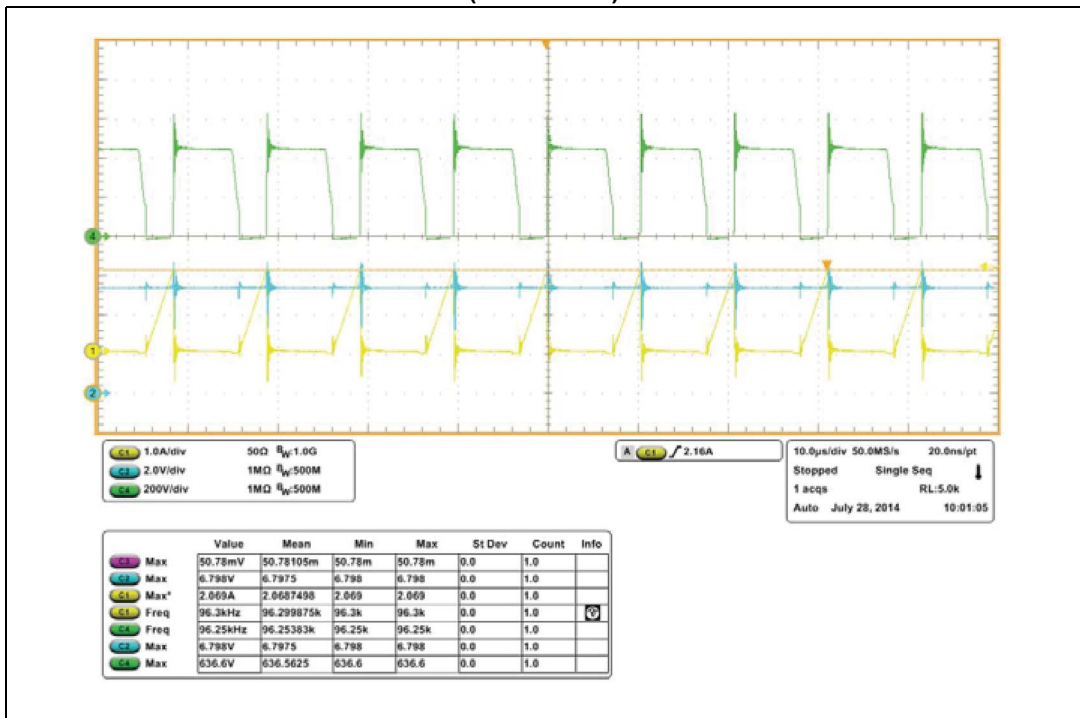 4
1
2
C1 1.0A/div 50Ω BW:1.0G
C2 2.0V/div 1MΩ BW:500M
C4 200V/div 1MΩ BW:500M
A C1 2.16A
10.0µs/div 50.0MS/s 20.0ns/pt
Stopped Single Seq
1 acqs RL:5.0k
Auto July 28, 2014 10:01:05
Value Mean Min Max St Dev Count Info
C3 Max 50.78mV 50.78105m 50.78m 50.78m 0.0 1.0
C2 Max 6.798V 6.7975 6.798 6.798 0.0 1.0
C1 Max* 2.069A 2.0687498 2.069 2.069 0.0 1.0
C1 Freq 96.3kHz 96.299875k 96.3k 96.3k 0.0 1.0
C4 Freq 96.25kHz 96.25383k 96.25k 96.25k 0.0 1.0
C2 Max 6.798V 6.7975 6.798 6.798 0.0 1.0
C4 Max 636.6V 636.5625 636.6 636.6 0.0 1.0